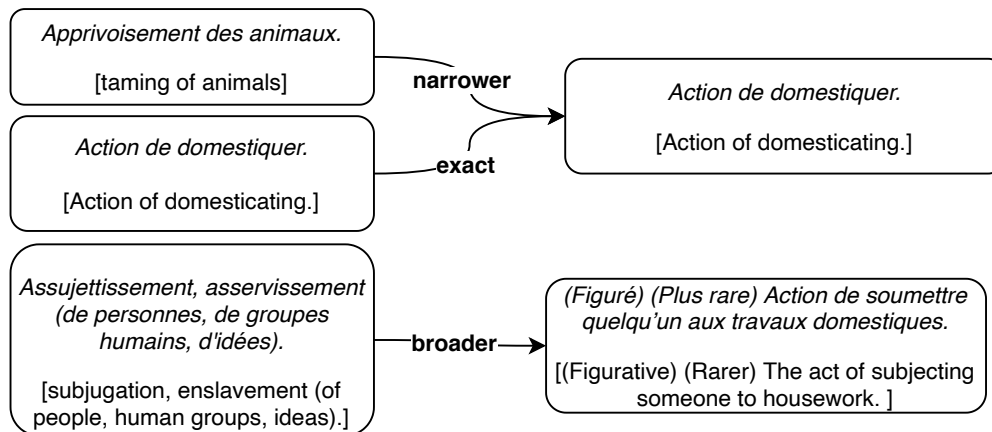 Apprivoisement des animaux.
[taming of animals]
narrower
Action de domestiquer.
[Action of domesticating.]
exact
Action de domestiquer.
[Action of domesticating.]
Assujettissement, asservissement
(de personnes, de groupes
humains, d'idées).
[subjugation, enslavement (of
people, human groups, ideas).]
broader
(Figuré) (Plus rare) Action de soumettre
quelqu'un aux travaux domestiques.
[(Figurative) (Rarer) The act of subjecting
someone to housework. ]